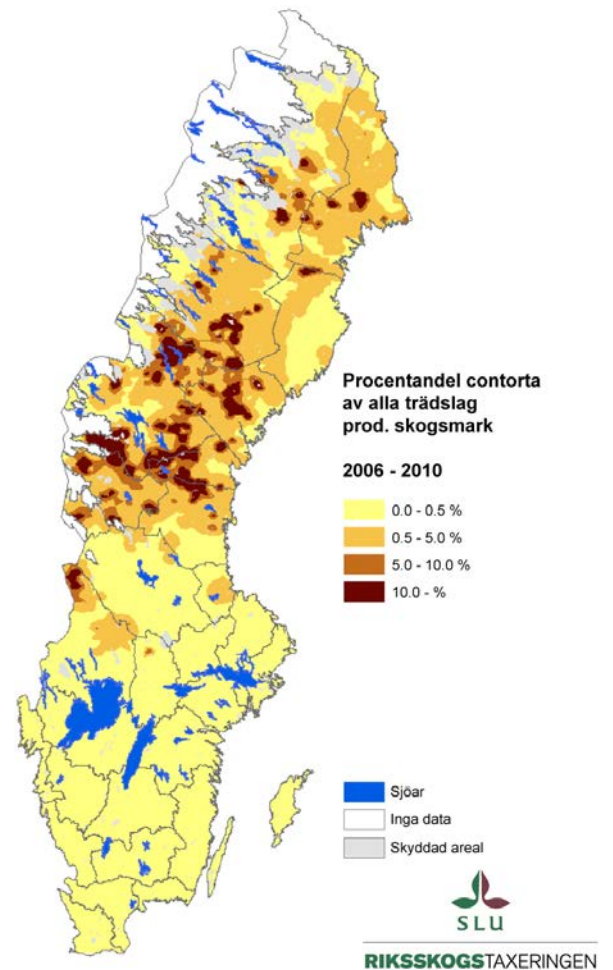 Procentandel contorta
av alla trädslag
prod. skogsmark
2006 - 2010
0.0 - 0.5 %
0.5 - 5.0 %
5.0 - 10.0 %
10.0 - %
Sjöar
Inga data
Skyddad areal
SLU
RIKSSKOGSTAXERINGEN